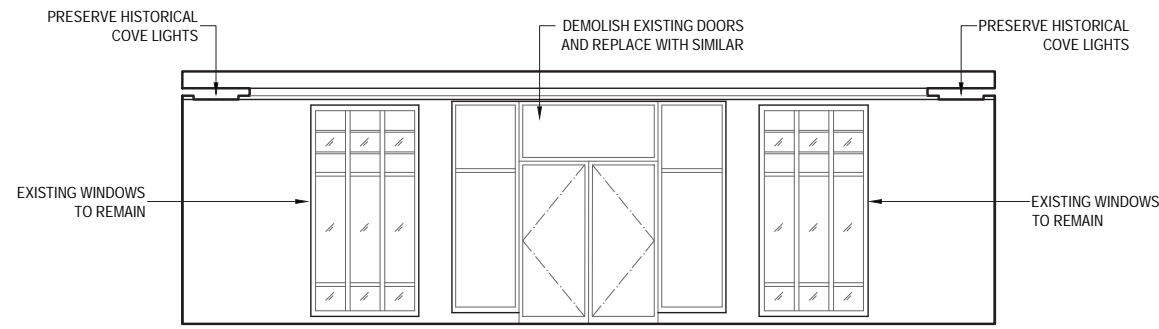 PRESERVE HISTORICAL
COVE LIGHTS
DEMOLISH EXISTING DOORS
AND REPLACE WITH SIMILAR
PRESERVE HISTORICAL
COVE LIGHTS
EXISTING WINDOWS
TO REMAIN
EXISTING WINDOWS
TO REMAIN